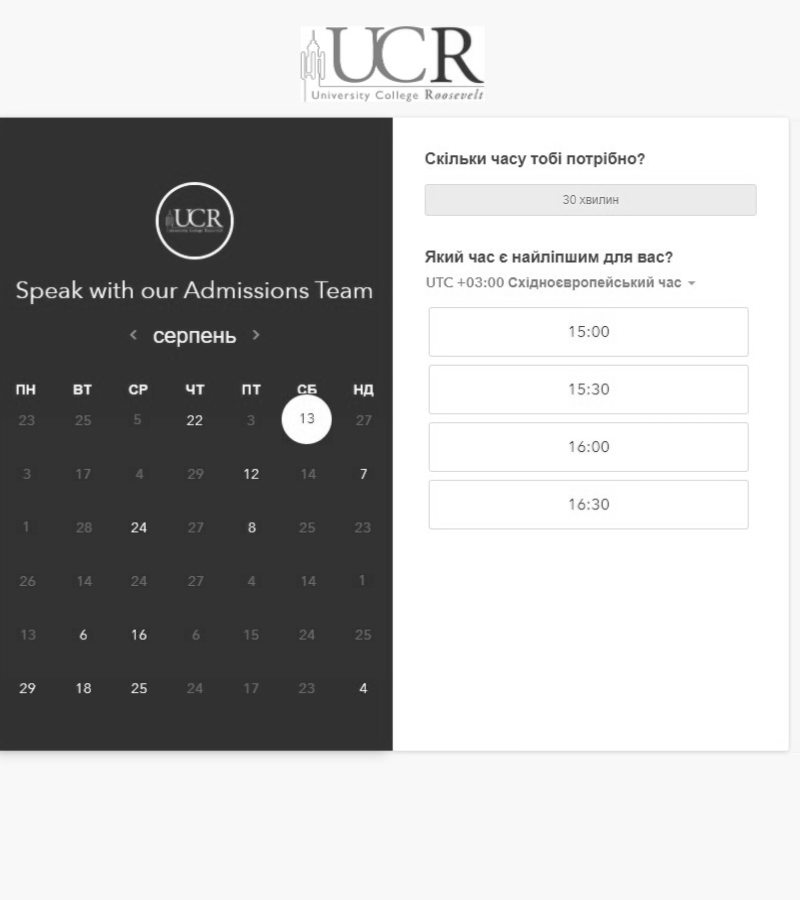 UCR
University College Roosevelt
UCR
Speak with our Admissions Team
серпень
ПН ВТ СР ЧТ ПТ СБ НД
23 25 5 22 3 13 27
3 17 4 29 12 14 7
1 28 24 27 8 25 23
26 14 24 27 4 14 1
13 6 16 6 15 24 25
29 18 25 24 17 23 4
Скільки часу тобі потрібно?
30 хвилин
Який час є найліпшим для вас?
UTC +03:00 Східноєвропейський час
15:00
15:30
16:00
16:30